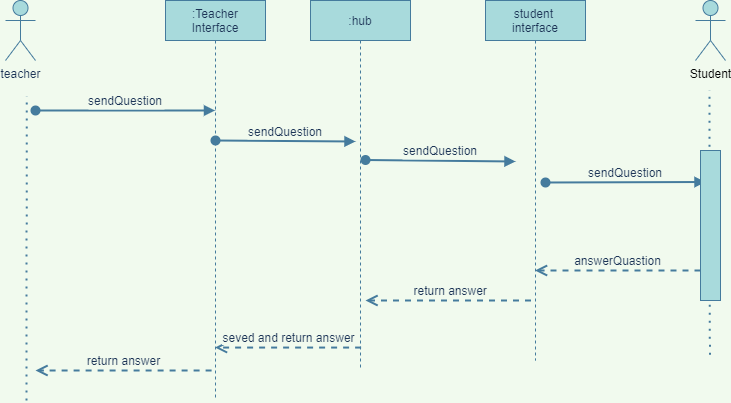 :Teacher
Interface
:hub
student
interface
teacher
Student
sendQuestion
sendQuestion
sendQuestion
sendQuestion
answerQuastion
return answer
seved and return answer
return answer